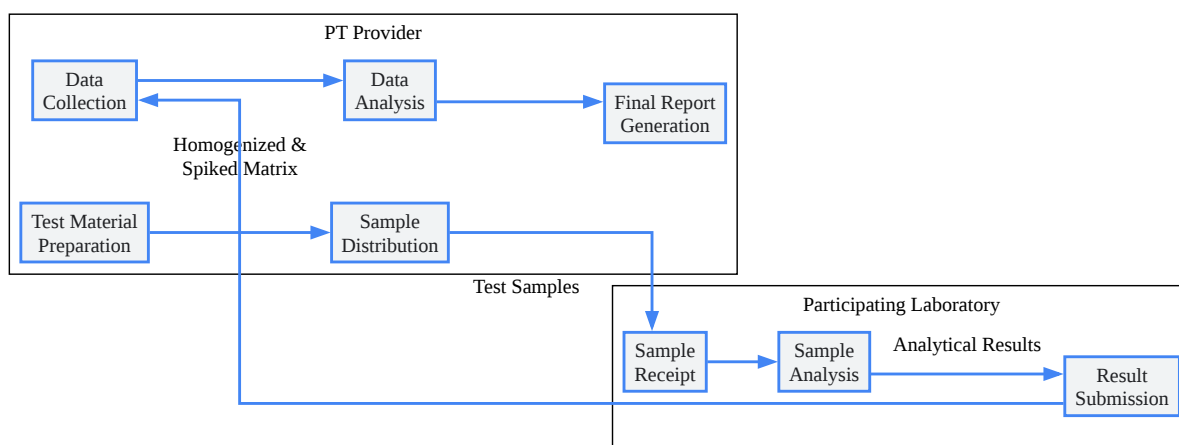 PT Provider
Data
Collection
Data
Analysis
Final Report
Generation
Homogenized &
Spiked Matrix
Test Material
Preparation
Sample
Distribution
Test Samples
Participating Laboratory
Sample
Receipt
Sample
Analysis
Analytical Results
Result
Submission